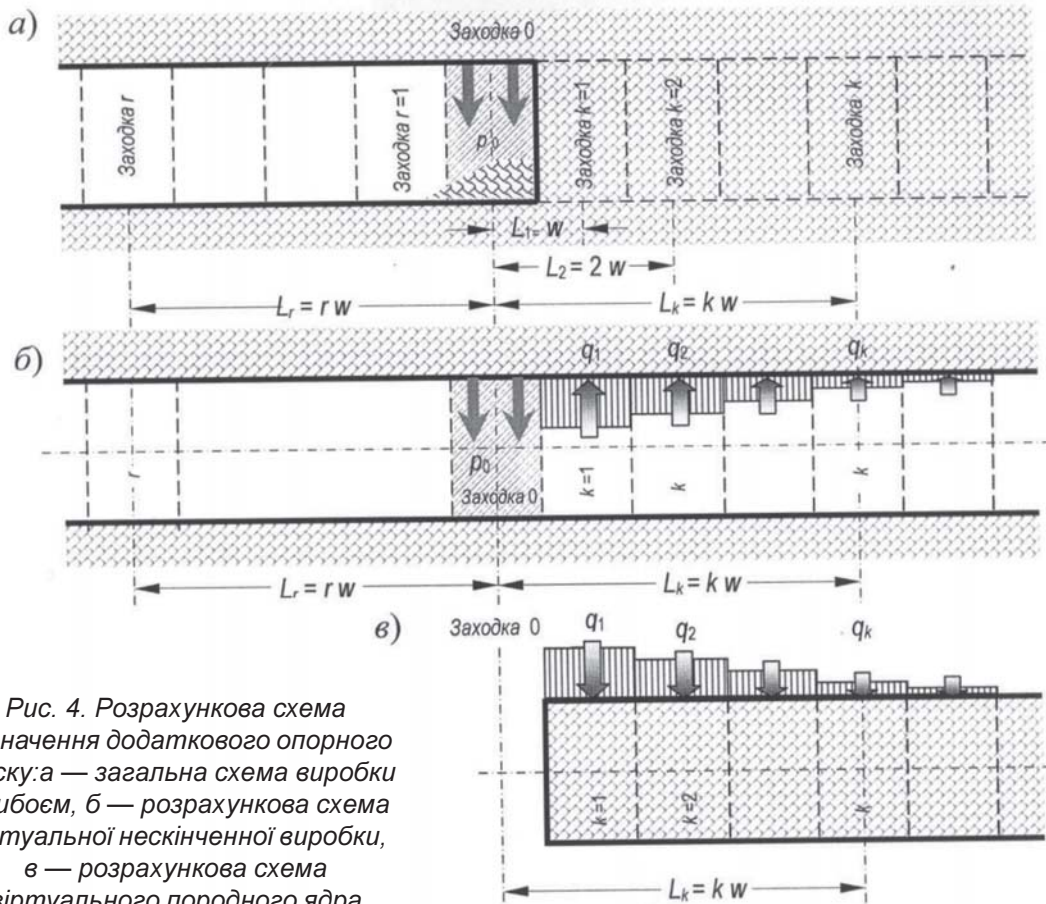 а)
Заходка 0
Заходка r
Заходка r =1
p'₀
Заходка k =1
Заходка k =2
Заходка k
L₁= w
L₂ = 2 w
Lᵣ = r w
Lₖ = k w
б)
q₁
q₂
qₖ
r
p₀
Заходка 0
k =1
k
k
Lᵣ = r w
Lₖ = k w
в)
Заходка 0
q₁
q₂
qₖ
k =1
k =2
k
Lₖ = k w
Рис. 4. Розрахункова схема
значення додаткового опорного
ску:а — загальна схема виробки
ибоєм, б — розрахункова схема
туальної нескінченної виробки,
в — розрахункова схема
віртуального породного ядра